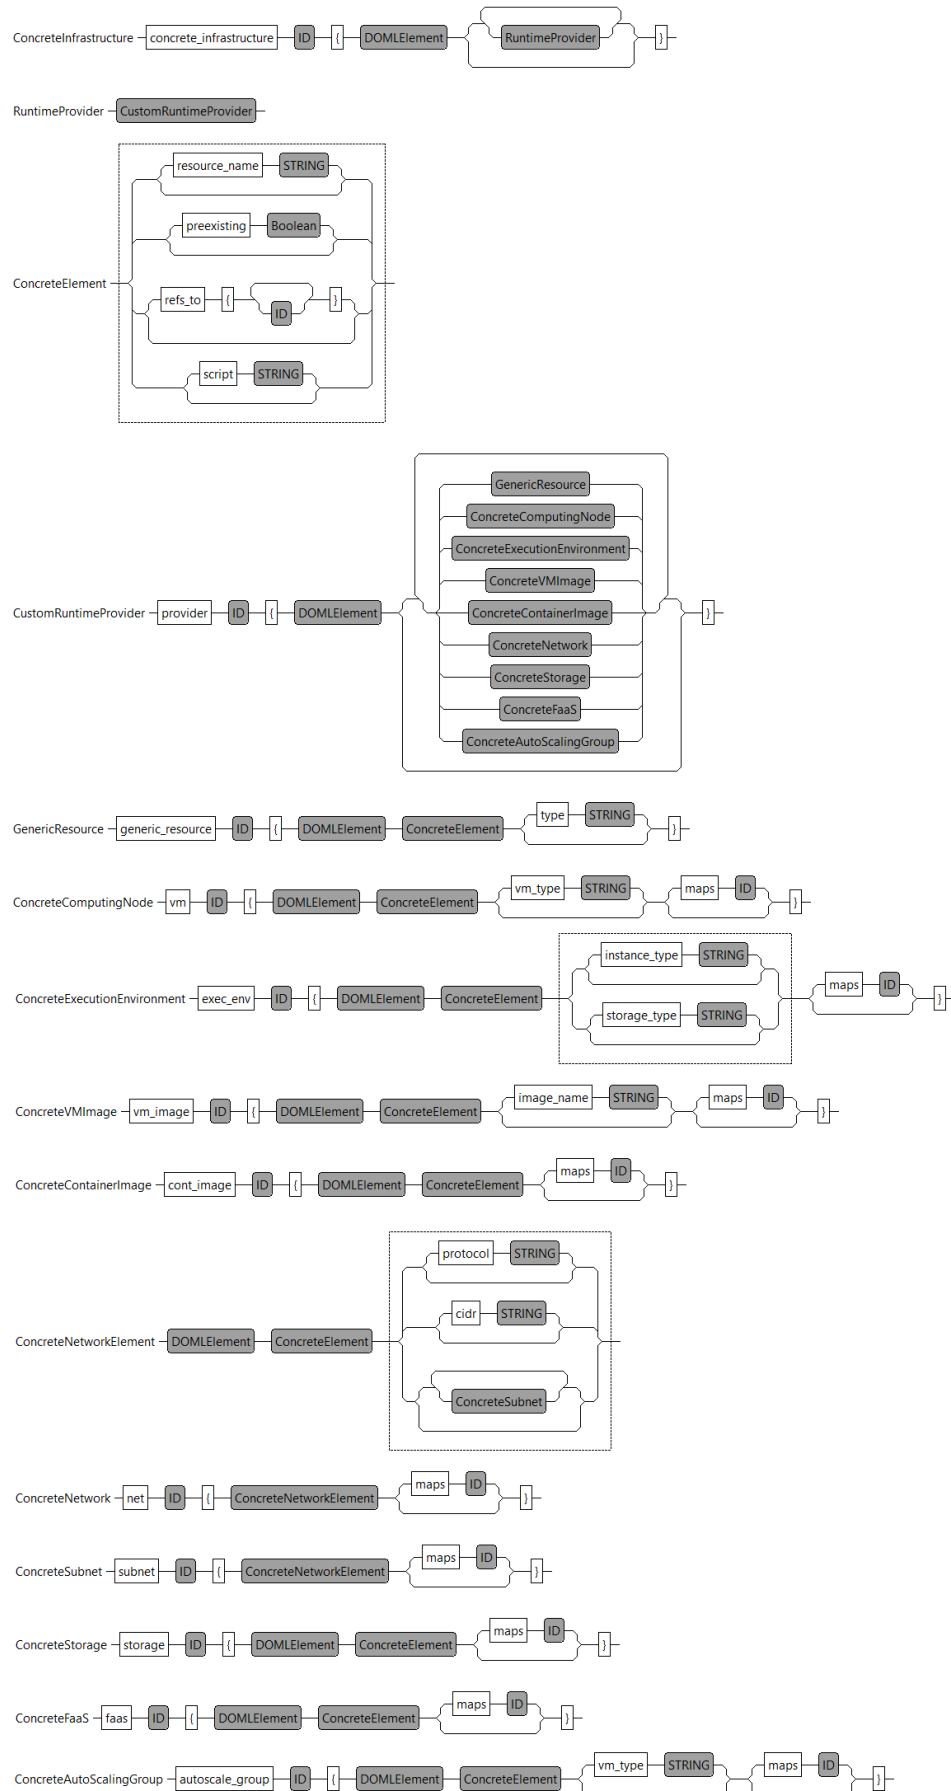 ConcreteInfrastructure concrete_infrastructure ID { DOMLElement RuntimeProvider }
RuntimeProvider CustomRuntimeProvider
resource_name STRING
preexisting Boolean
ConcreteElement
refs_to { ID }
script STRING
GenericResource
ConcreteComputingNode
ConcreteExecutionEnvironment
ConcreteVMImage
CustomRuntimeProvider provider ID { DOMLElement ConcreteContainerImage }
ConcreteNetwork
ConcreteStorage
ConcreteFaaS
ConcreteAutoScalingGroup
GenericResource generic_resource ID { DOMLElement ConcreteElement type STRING }
ConcreteComputingNode vm ID { DOMLElement ConcreteElement vm_type STRING maps ID }
instance_type STRING
ConcreteExecutionEnvironment exec_env ID { DOMLElement ConcreteElement maps ID }
storage_type STRING
ConcreteVMImage vm_image ID { DOMLElement ConcreteElement image_name STRING maps ID }
ConcreteContainerImage cont_image ID { DOMLElement ConcreteElement maps ID }
protocol STRING
cidr STRING
ConcreteNetworkElement DOMLElement ConcreteElement
ConcreteSubnet
ConcreteNetwork net ID { ConcreteNetworkElement maps ID }
ConcreteSubnet subnet ID { ConcreteNetworkElement maps ID }
ConcreteStorage storage ID { DOMLElement ConcreteElement maps ID }
ConcreteFaaS faas ID { DOMLElement ConcreteElement maps ID }
ConcreteAutoScalingGroup autoscale_group ID { DOMLElement ConcreteElement vm_type STRING maps ID }